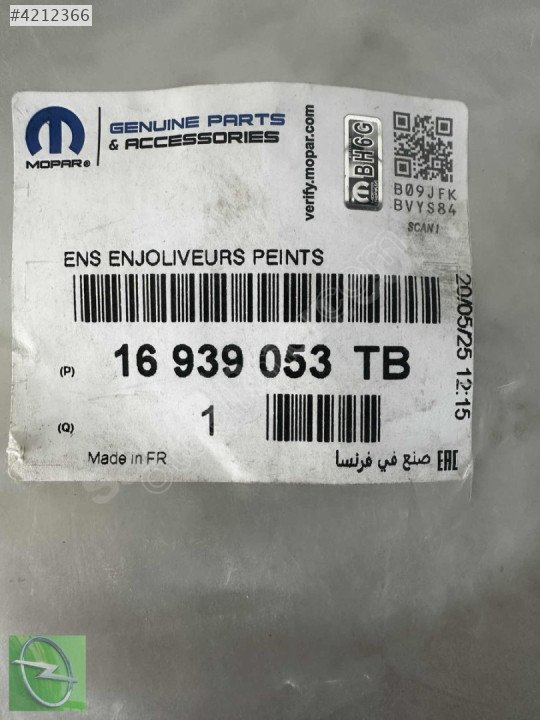 #4212366
MOPAR®
GENUINE PARTS
& ACCESSORIES
verify.mopar.com
BH6G
B09JFK
BVYS84
SCAN!
ENS ENJOLIVEURS PEINTS
20/05/25 12:15
(P) 16 939 053 TB
(Q) 1
Made in FR
صنع في فرنسا
EAC